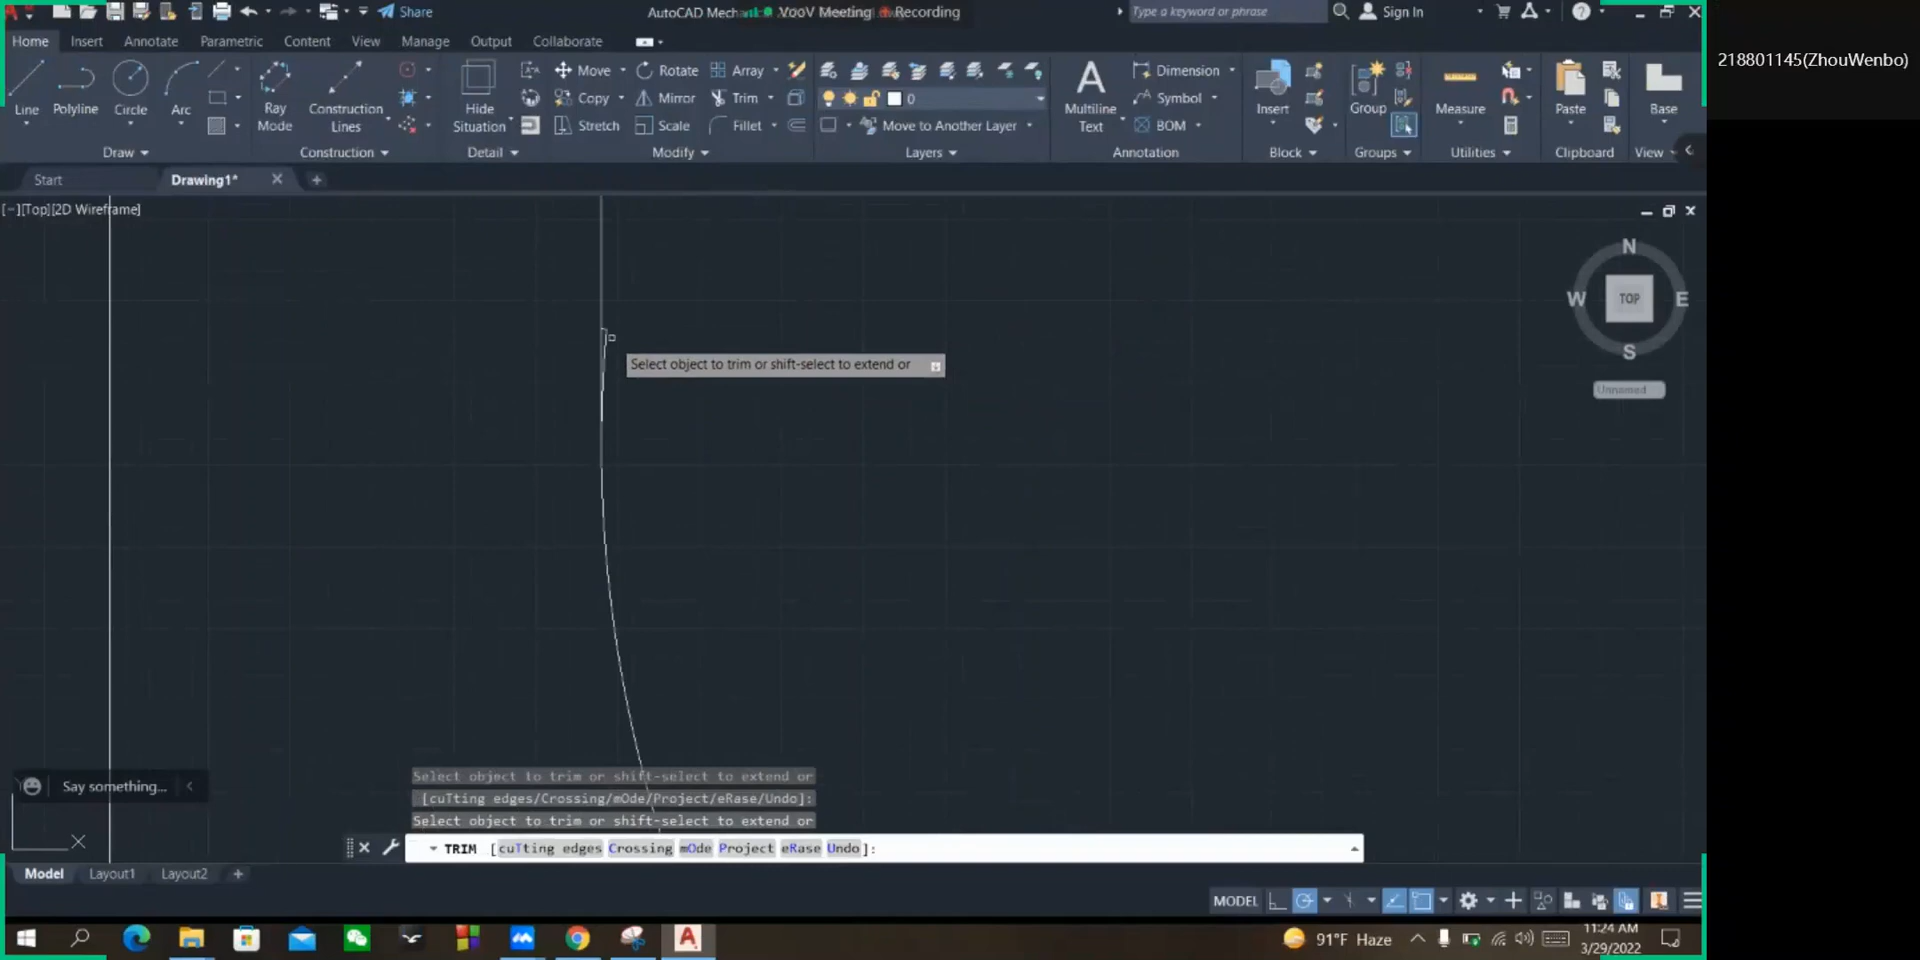 Share
AutoCAD Mech
VooV Meeting
Recording
Type a keyword or phrase
Sign In
218801145(ZhouWenbo)
Home Insert Annotate Parametric Content View Manage Output Collaborate
Line Polyline Circle Arc
Ray Mode
Construction Lines
Hide Situation
Move Rotate Array
Copy Mirror Trim
Stretch Scale Fillet
0
Move to Another Layer
Multiline Text
Dimension
Symbol
BOM
Insert
Group
Measure
Paste
Base
Draw Construction Detail Modify Layers Annotation Block Groups Utilities Clipboard View
Start Drawing1*
[−][Top][2D Wireframe]
N
W TOP E
S
Unnamed
Select object to trim or shift-select to extend or
Say something...
Select object to trim or shift-select to extend or
[cuTting edges/Crossing/mOde/Project/eRase/Undo]:
Select object to trim or shift-select to extend or
TRIM [cuTting edges Crossing mOde Project eRase Undo]:
Model Layout1 Layout2
MODEL
91°F Haze
11:24 AM
3/29/2022